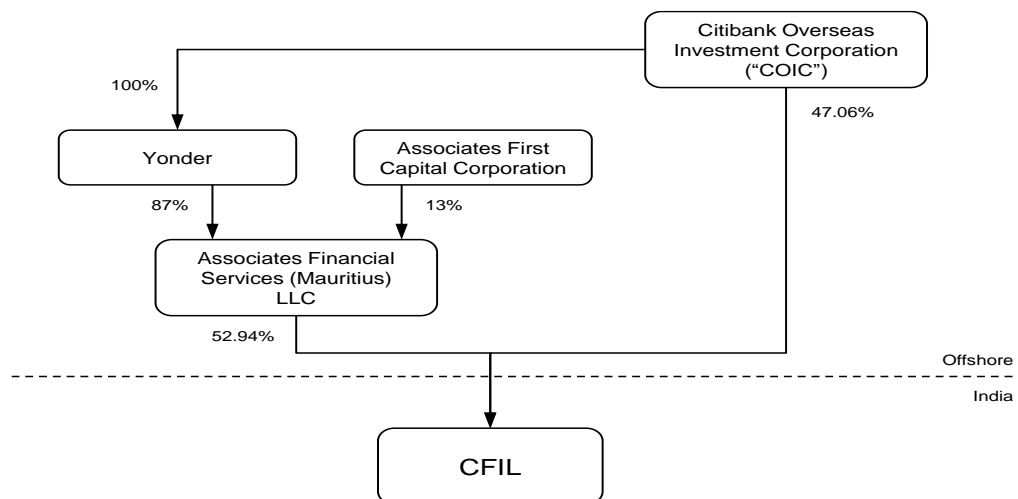 Citibank Overseas
Investment Corporation
(“COIC”)
100%
47.06%
Yonder
Associates First
Capital Corporation
87%
13%
Associates Financial
Services (Mauritius)
LLC
52.94%
Offshore
India
CFIL